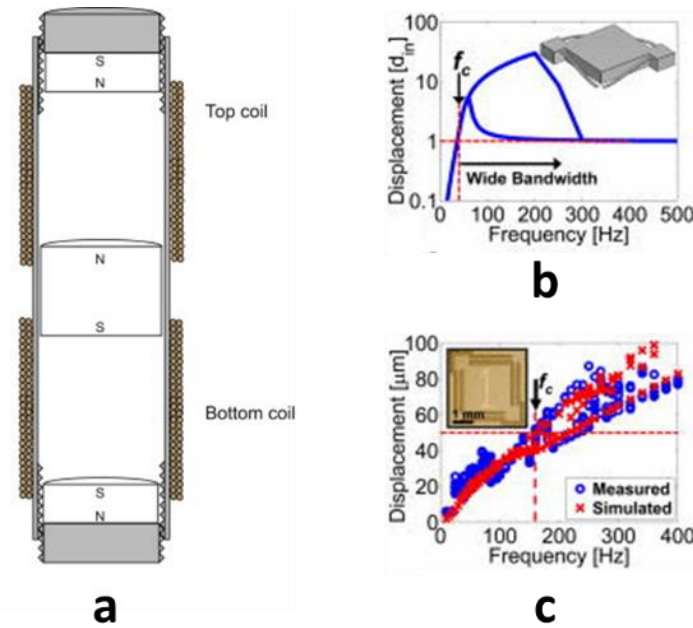 S
N
Top coil
N
S
Bottom coil
S
N
a
Displacement [d_in]
100
10
1
0.1
f_c
Wide Bandwidth
0 100 200 300 400 500
Frequency [Hz]
b
Displacement [μm]
100
80
60
40
20
0
1 mm
f_c
Measured
Simulated
0 100 200 300 400
Frequency [Hz]
c